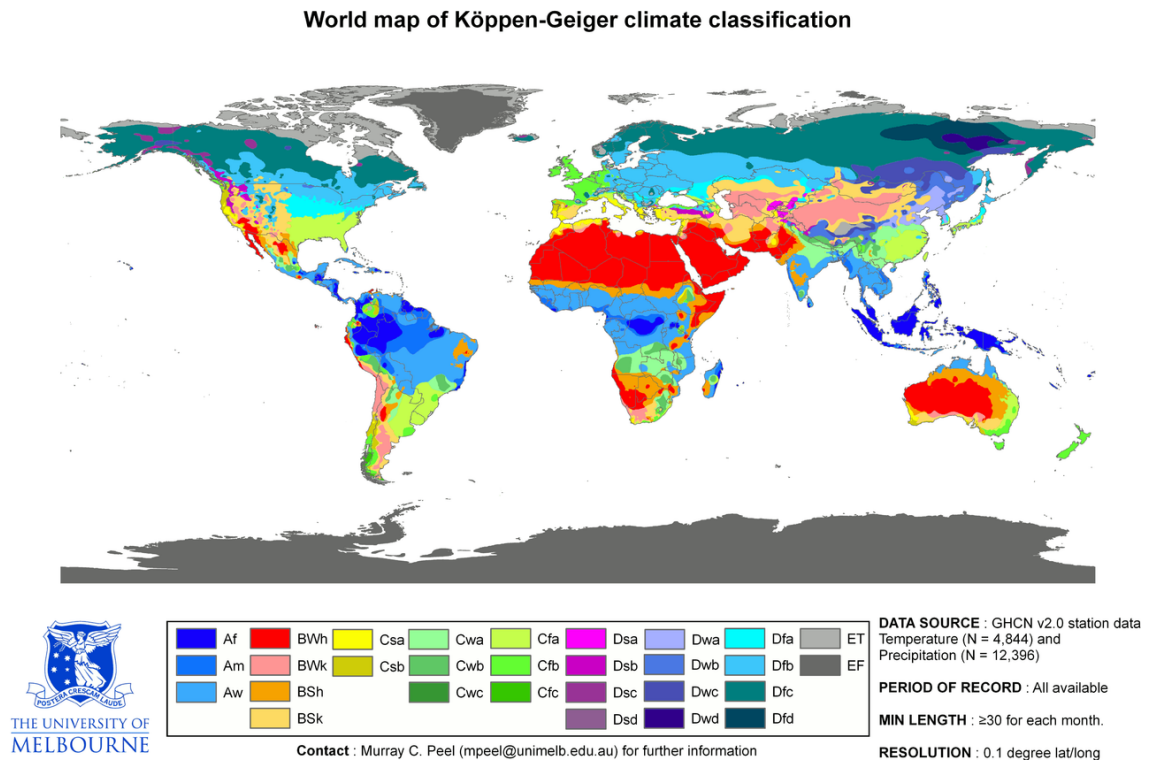 World map of Köppen-Geiger climate classification
Af BWh Csa Cwa Cfa Dsa Dwa Dfa ET
Am BWk Csb Cwb Cfb Dsb Dwb Dfb EF
Aw BSh Cwc Cfc Dsc Dwc Dfc
BSk Dsd Dwd Dfd
DATA SOURCE : GHCN v2.0 station data
Temperature (N = 4,844) and
Precipitation (N = 12,396)
PERIOD OF RECORD : All available
MIN LENGTH : ≥30 for each month.
RESOLUTION : 0.1 degree lat/long
POSTERA CRESCAM LAUDE
THE UNIVERSITY OF
MELBOURNE
Contact : Murray C. Peel (mpeel@unimelb.edu.au) for further information